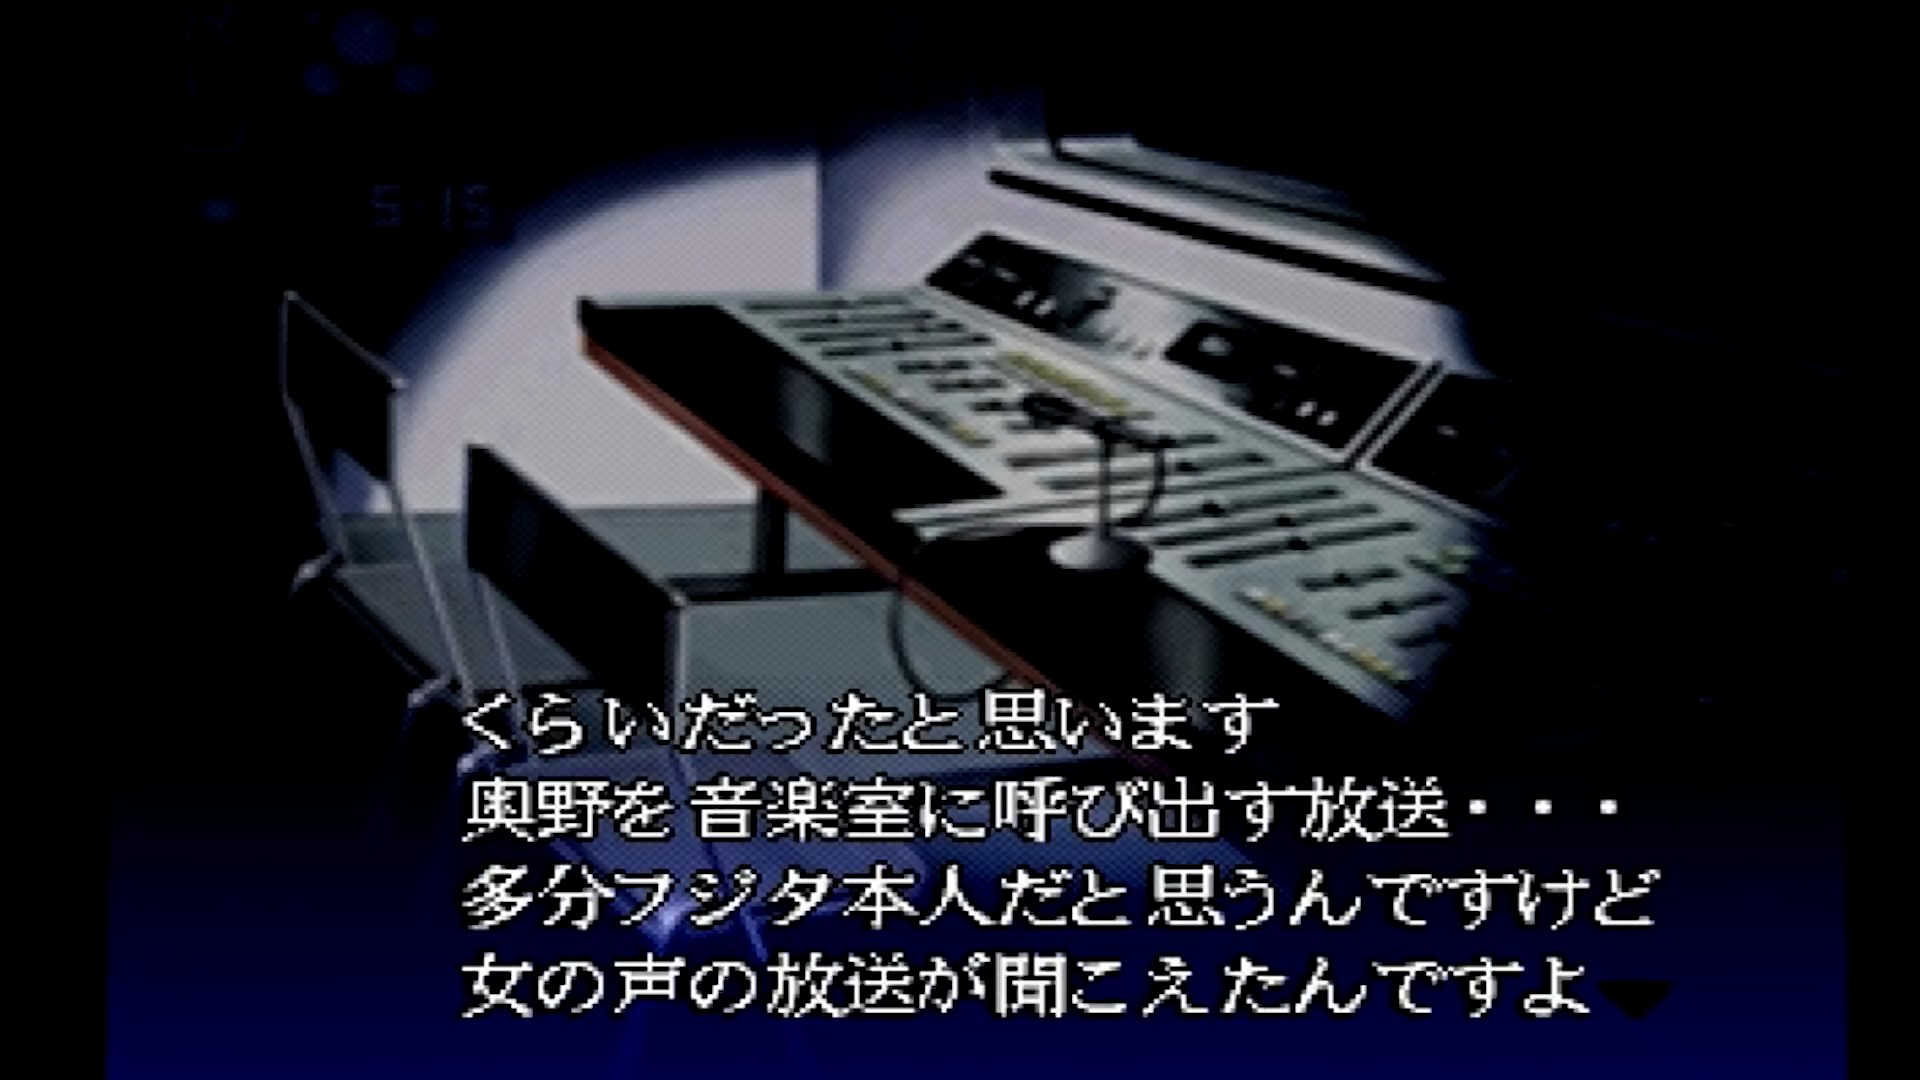 5:15
くらいだったと思います
奥野を音楽室に呼び出す放送・・・
多分フジタ本人だと思うんですけど
女の声の放送が聞こえたんですよ